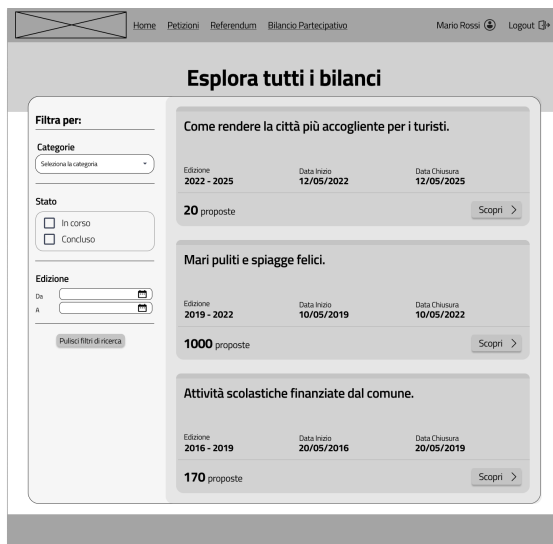 Home Petizioni Referendum Bilancio Partecipativo Mario Rossi Logout
Esplora tutti i bilanci
Filtra per:
Categorie
Seleziona la categoria
Stato
In corso
Concluso
Edizione
Da
A
Pulisci filtri di ricerca
Come rendere la città più accogliente per i turisti.
Edizione Data Inizio Data Chiusura
2022 - 2025 12/05/2022 12/05/2025
20 proposte Scopri
Mari puliti e spiagge felici.
Edizione Data Inizio Data Chiusura
2019 - 2022 10/05/2019 10/05/2022
1000 proposte Scopri
Attività scolastiche finanziate dal comune.
Edizione Data Inizio Data Chiusura
2016 - 2019 20/05/2016 20/05/2019
170 proposte Scopri